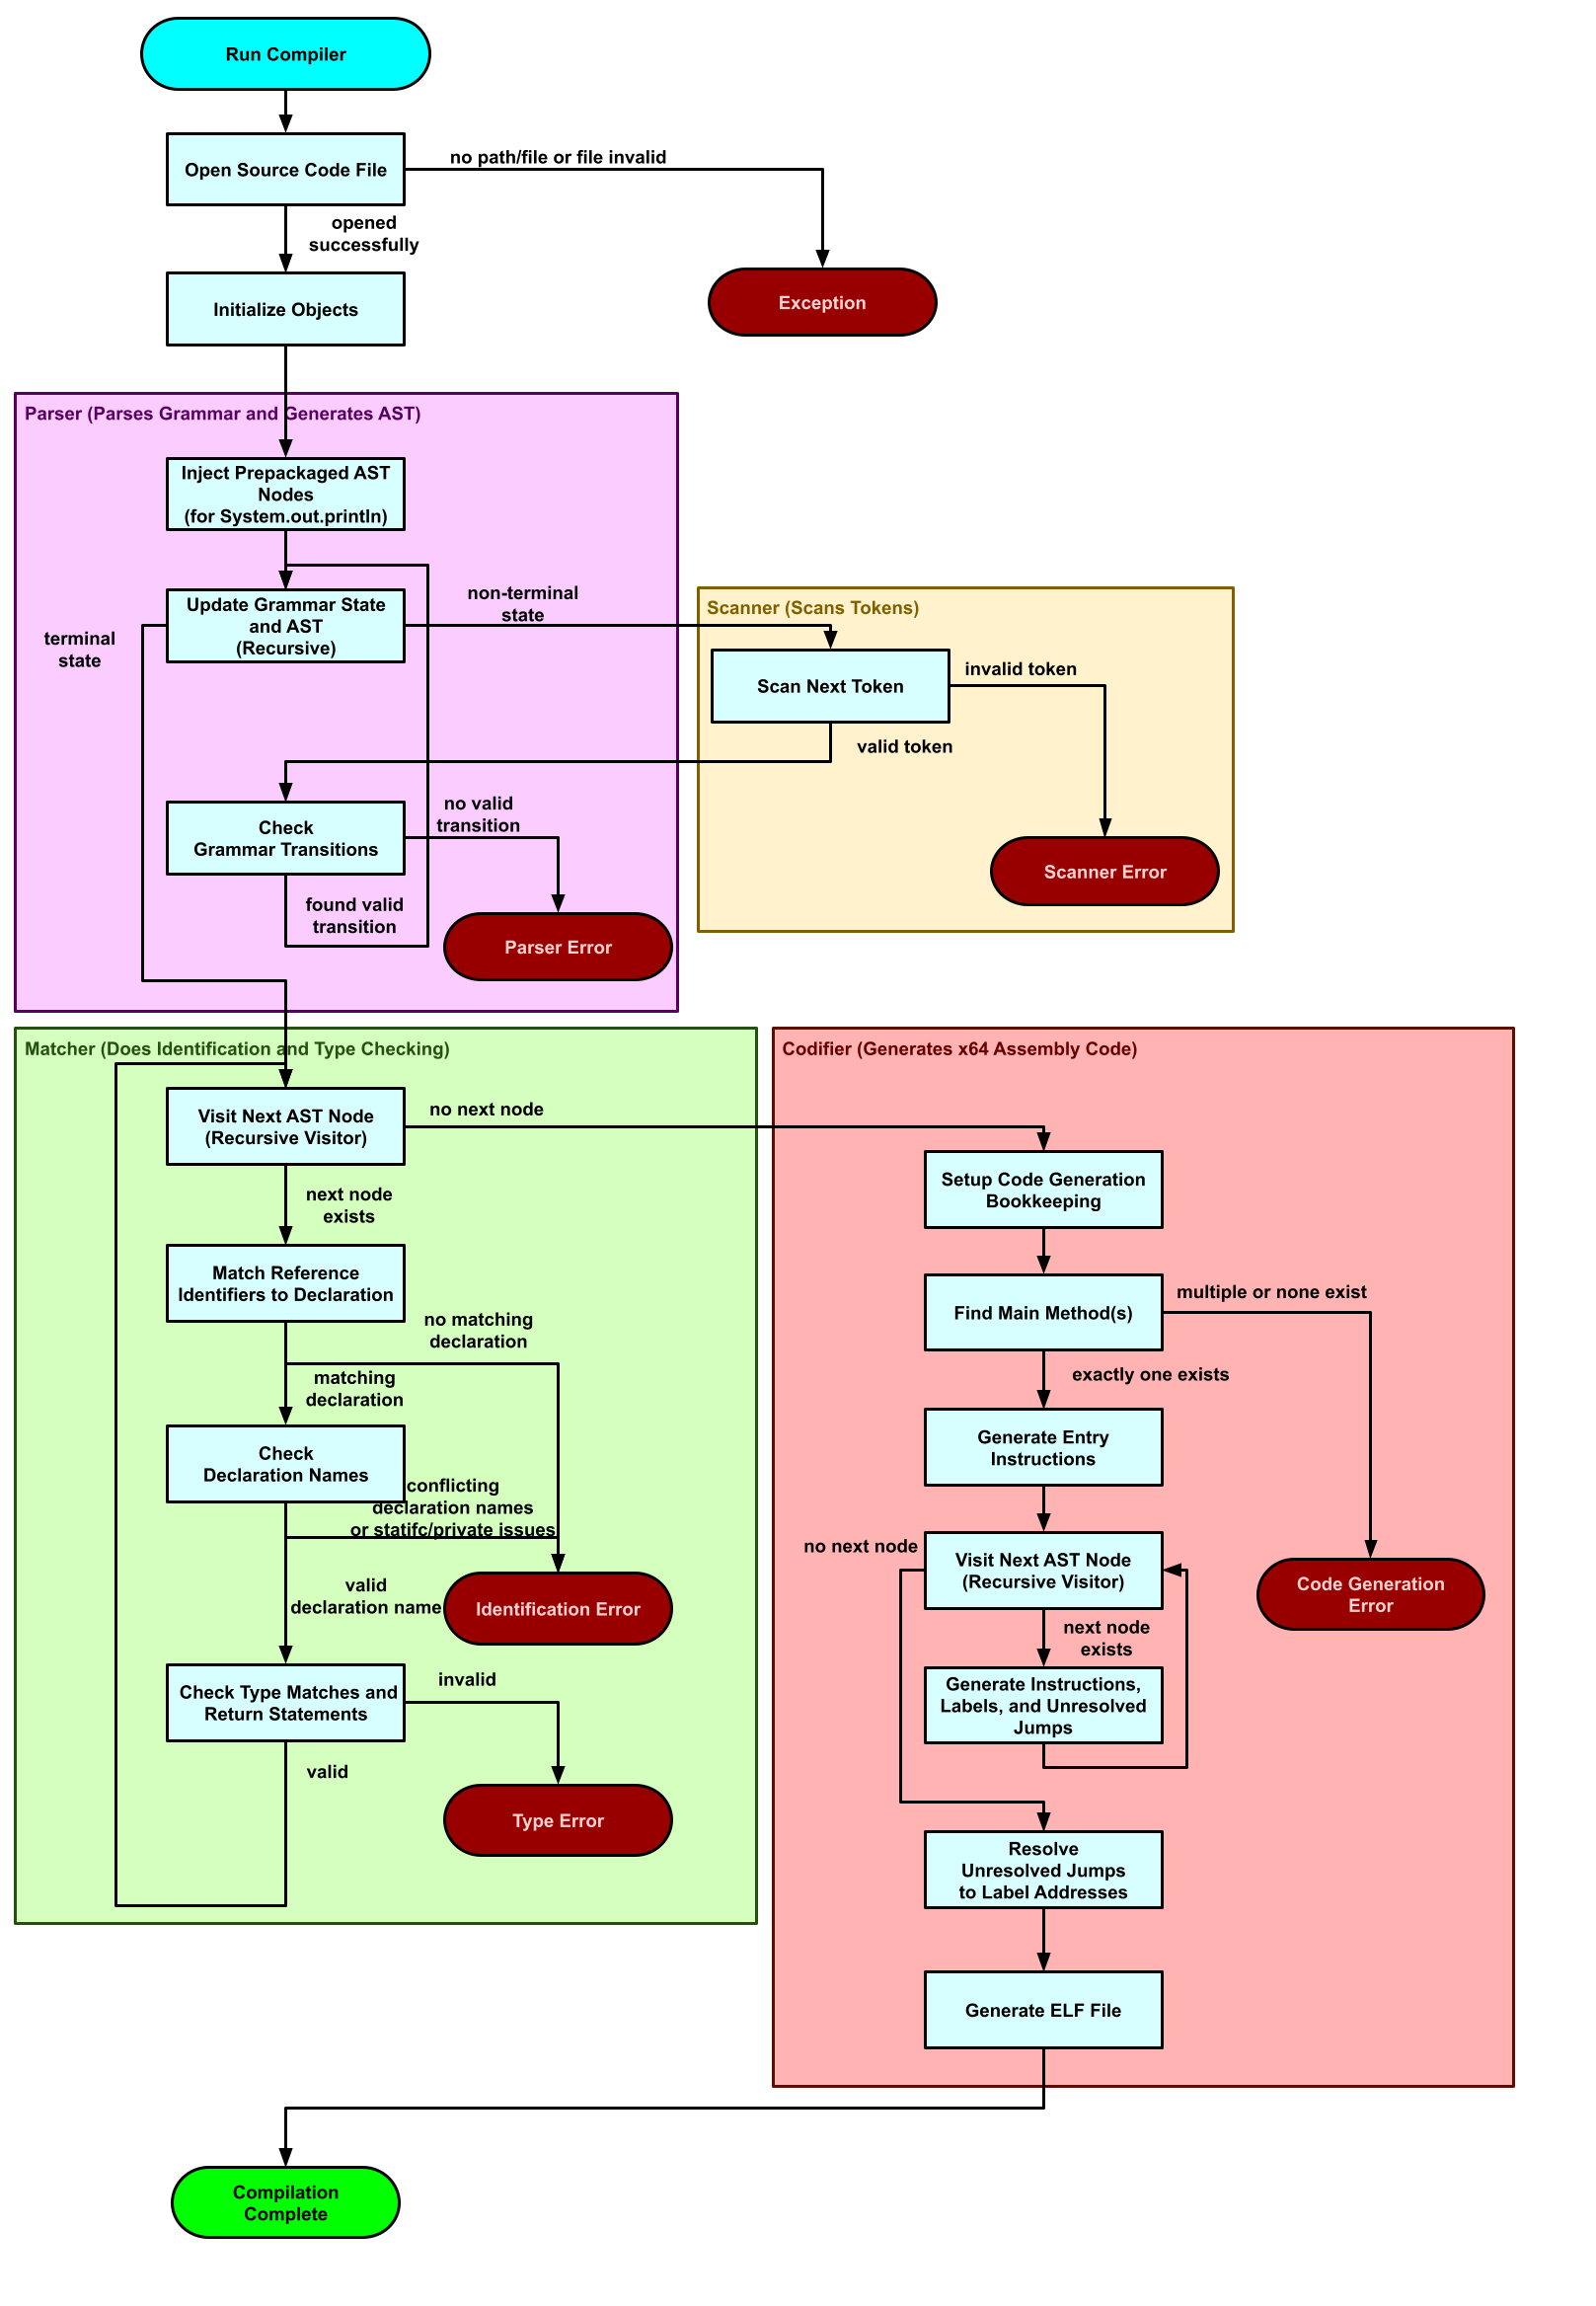 Run Compiler
Open Source Code File
no path/file or file invalid
opened
successfully
Initialize Objects
Exception
Parser (Parses Grammar and Generates AST)
Inject Prepackaged AST
Nodes
(for System.out.println)
Update Grammar State
and AST
(Recursive)
non-terminal
state
terminal
state
Scanner (Scans Tokens)
Scan Next Token
invalid token
valid token
Check
Grammar Transitions
no valid
transition
Scanner Error
found valid
transition
Parser Error
Matcher (Does Identification and Type Checking)
Visit Next AST Node
(Recursive Visitor)
no next node
next node
exists
Match Reference
Identifiers to Declaration
no matching
declaration
matching
declaration
Check
Declaration Names
conflicting
declaration names
or statifc/private issues
valid
declaration name
Identification Error
Check Type Matches and
Return Statements
invalid
valid
Type Error
Codifier (Generates x64 Assembly Code)
Setup Code Generation
Bookkeeping
Find Main Method(s)
multiple or none exist
exactly one exists
Generate Entry
Instructions
no next node
Visit Next AST Node
(Recursive Visitor)
Code Generation
Error
next node
exists
Generate Instructions,
Labels, and Unresolved
Jumps
Resolve
Unresolved Jumps
to Label Addresses
Generate ELF File
Compilation
Complete